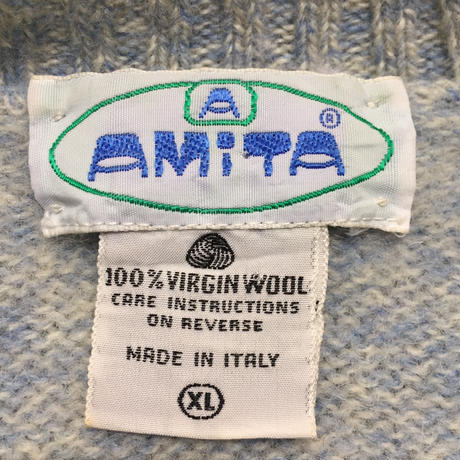 A
AMiTA ®
100% VIRGIN WOOL
CARE INSTRUCTIONS
ON REVERSE
MADE IN ITALY
XL